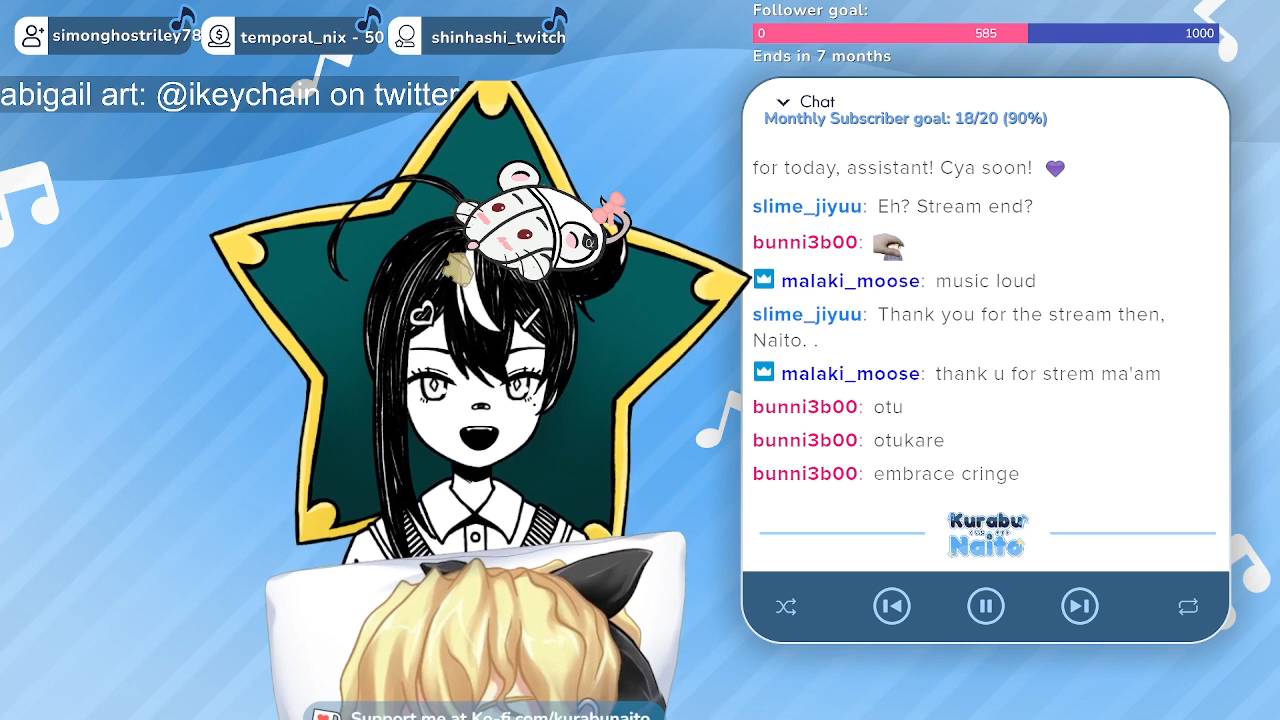 simonghostriley78
temporal_nix - 50
shinhashi_twitch
abigail art: @ikeychain on twitter
Follower goal:
0 585 1000
Ends in 7 months
Chat
Monthly Subscriber goal: 18/20 (90%)
for today, assistant! Cya soon!
slime_jiyuu: Eh? Stream end?
bunni3b00:
malaki_moose: music loud
slime_jiyuu: Thank you for the stream then,
Naito. .
malaki_moose: thank u for strem ma'am
bunni3b00: otu
bunni3b00: otukare
bunni3b00: embrace cringe
Kurabu
Naito
Support me at Ko-fi.com/kurabunaito